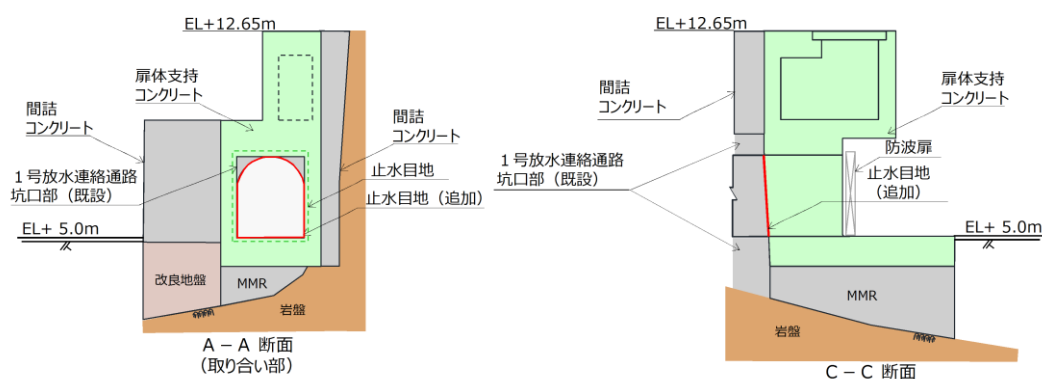 EL+12.65m
扉体支持
コンクリート
間詰
コンクリート
間詰
コンクリート
１号放水連絡通路
坑口部（既設）
止水目地
止水目地（追加）
EL+ 5.0m
改良地盤
MMR
岩盤
A－A 断面
（取り合い部）
EL+12.65m
間詰
コンクリート
扉体支持
コンクリート
１号放水連絡通路
坑口部（既設）
防波扉
止水目地
（追加）
EL+ 5.0m
MMR
岩盤
C－C 断面